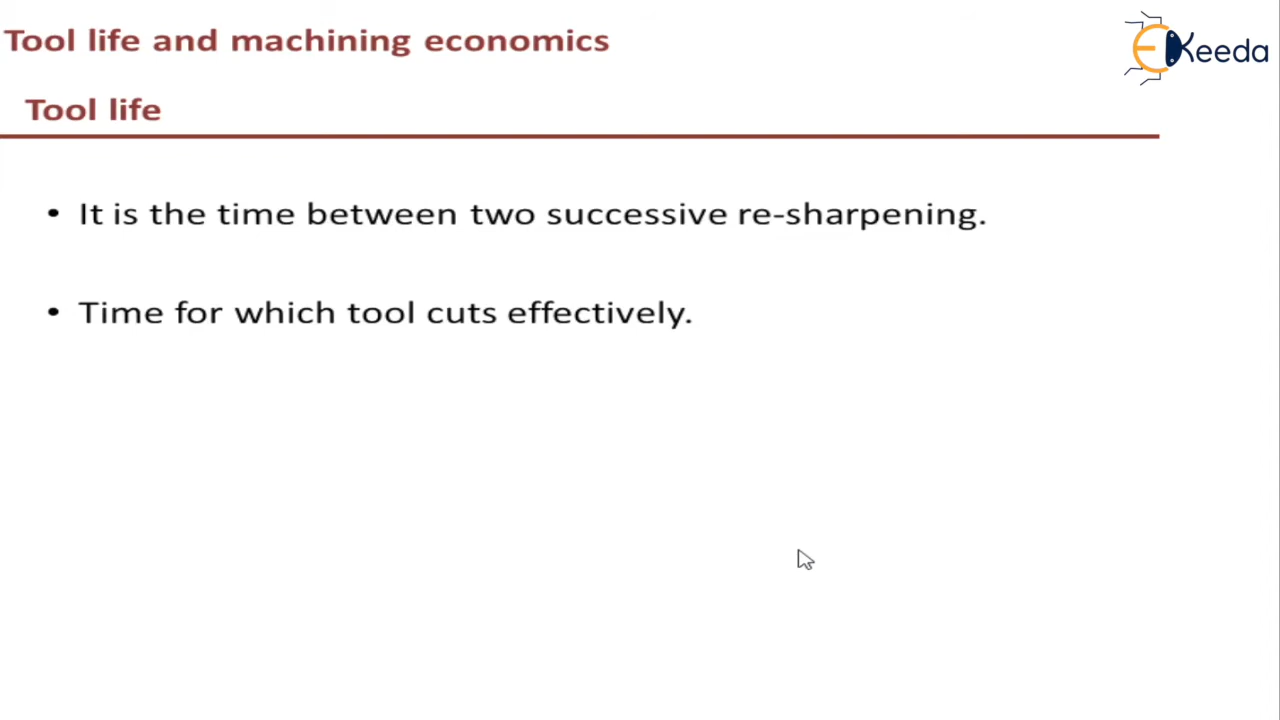 Tool life and machining economics
EKeeda
Tool life
• It is the time between two successive re-sharpening.
• Time for which tool cuts effectively.